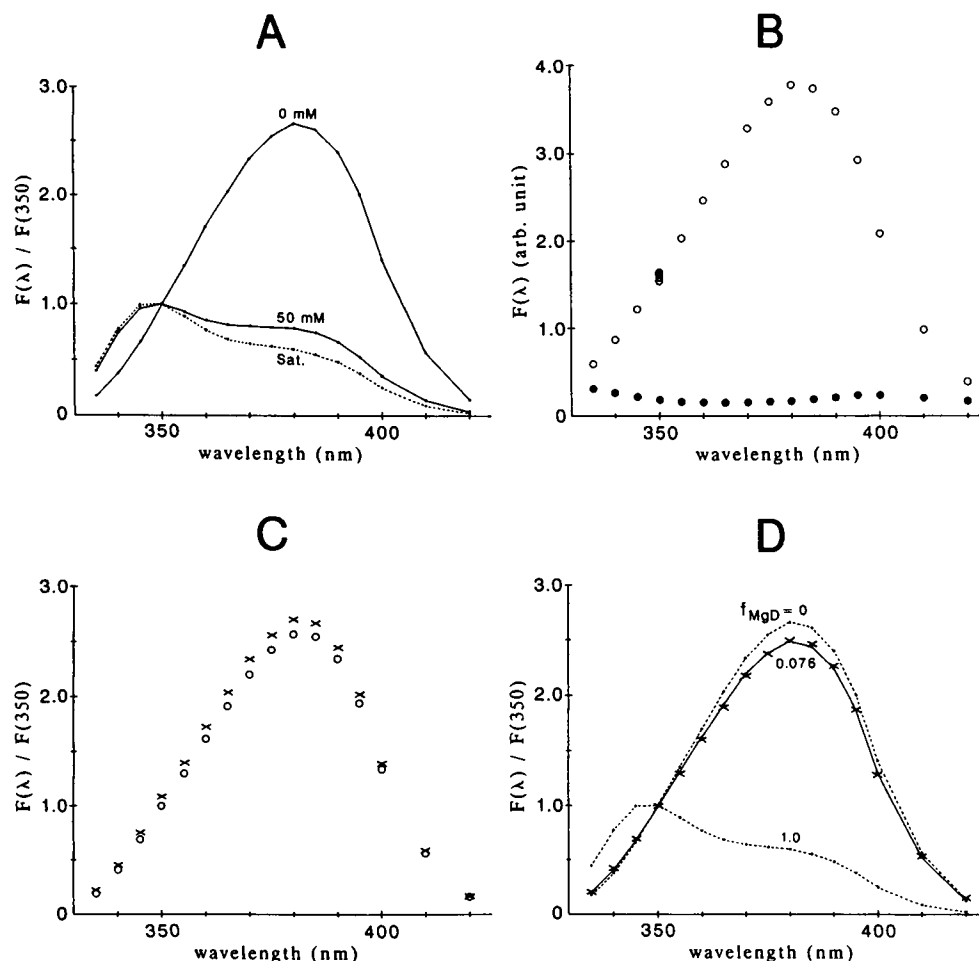 A
F(λ) / F(350)
3.0
2.0
1.0
0
0 mM
50 mM
Sat.
350
400
wavelength (nm)
B
F(λ) (arb. unit)
4.0
3.0
2.0
1.0
0
350
400
wavelength (nm)
C
F(λ) / F(350)
3.0
2.0
1.0
0
350
400
wavelength (nm)
D
F(λ) / F(350)
3.0
2.0
1.0
0
fMgD = 0
0.076
1.0
350
400
wavelength (nm)